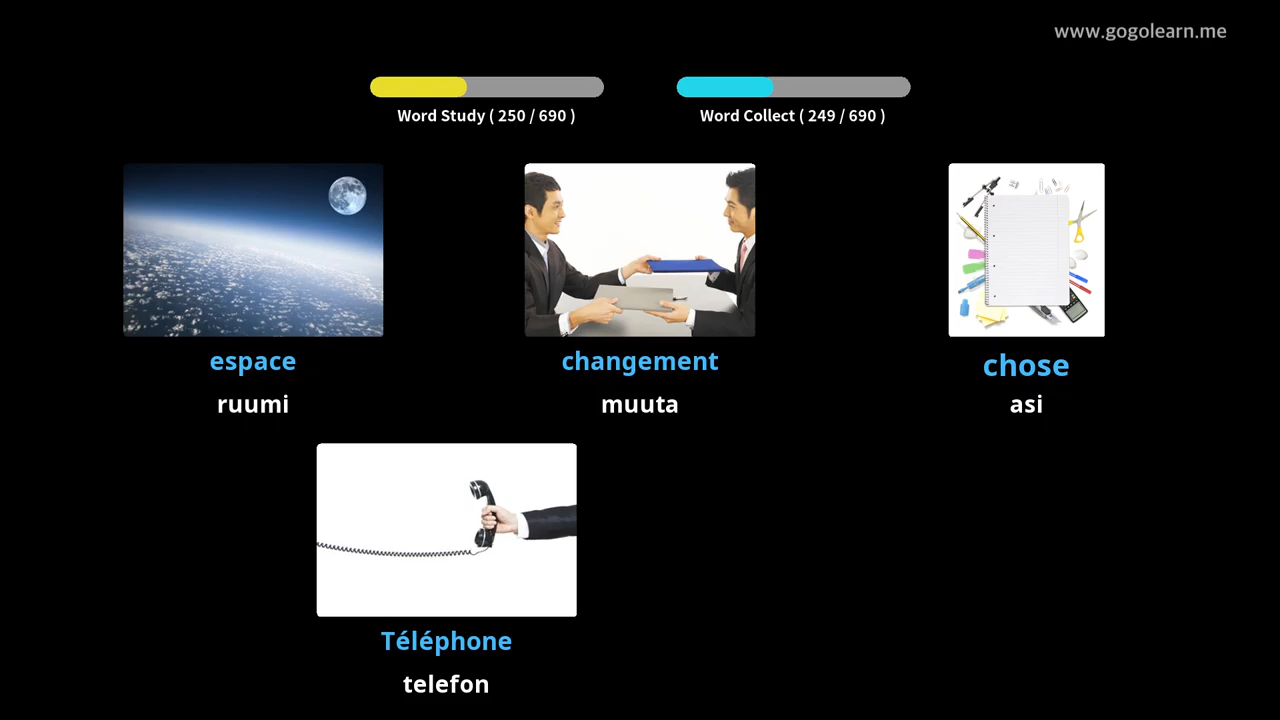 www.gogolearn.me
Word Study ( 250 / 690 )
Word Collect ( 249 / 690 )
espace
changement
chose
ruumi
muuta
asi
Téléphone
telefon